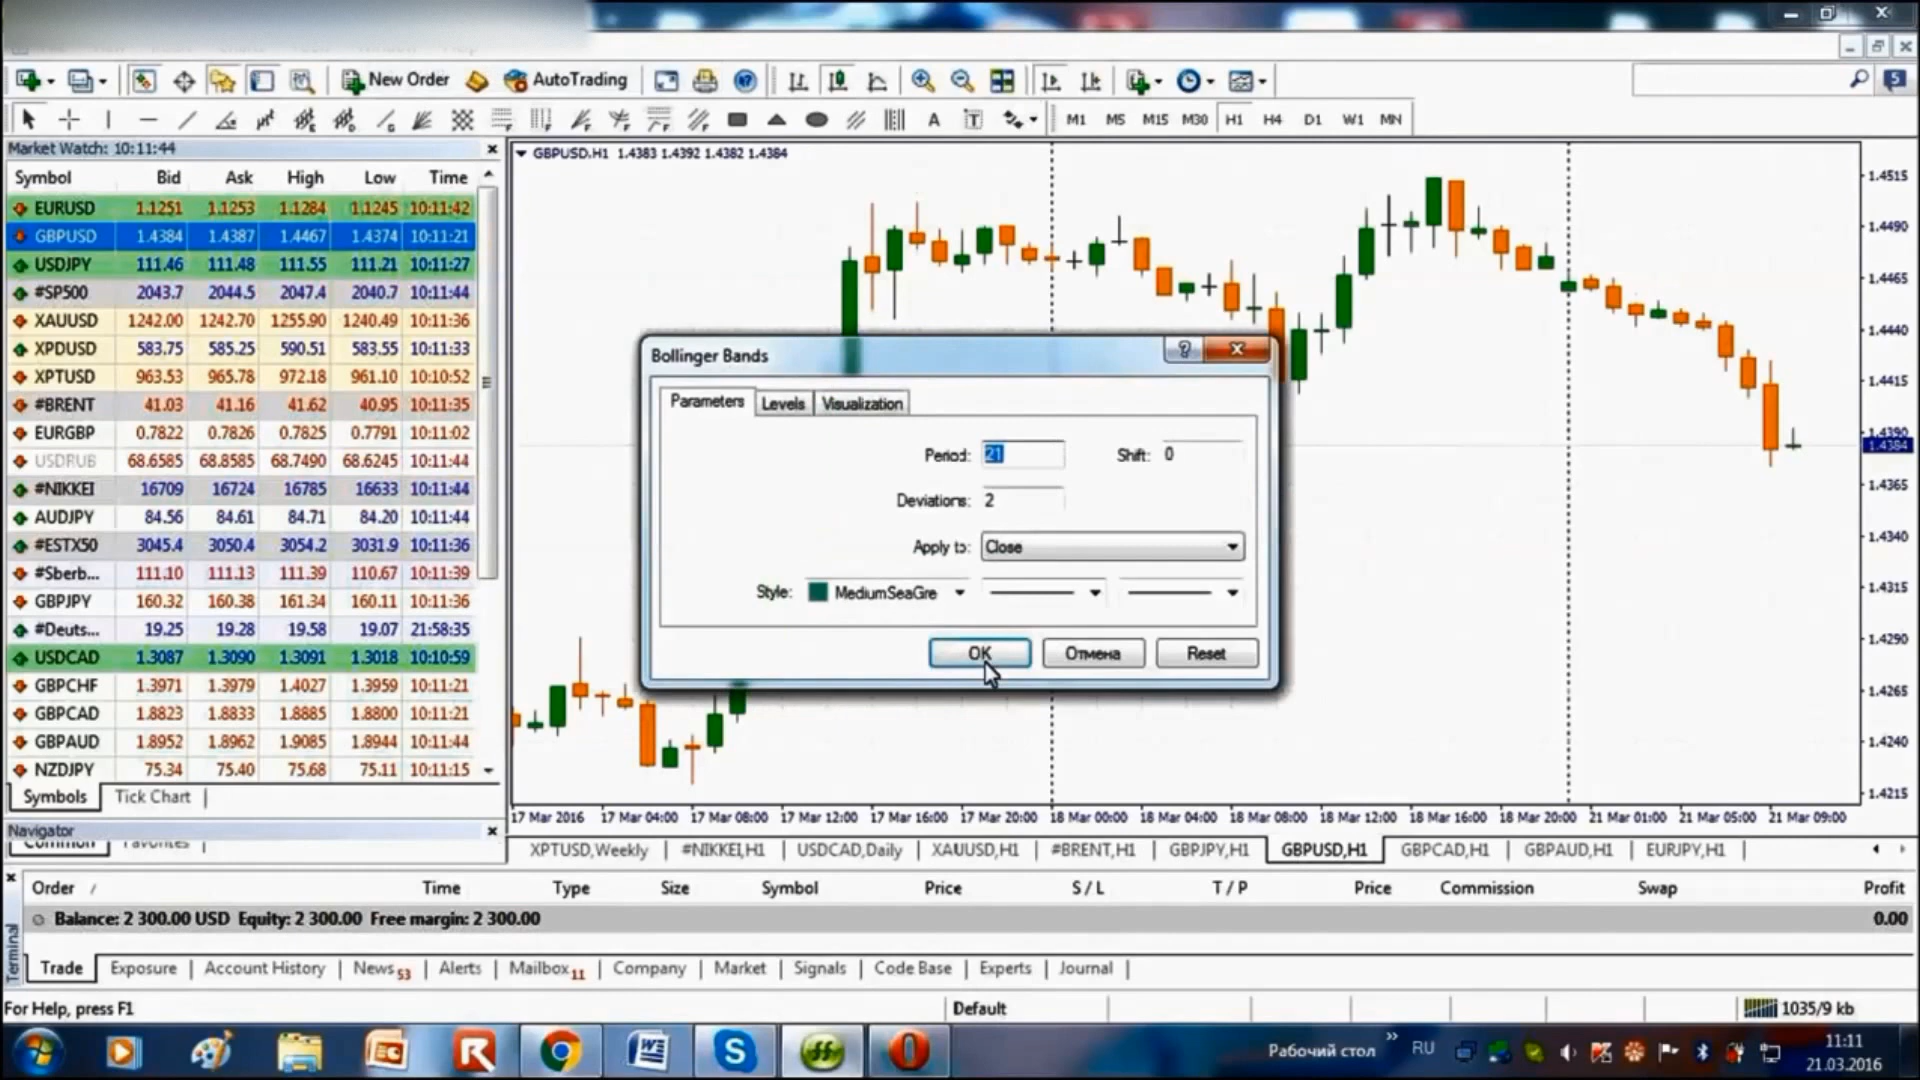 New Order
AutoTrading
5
A T M1 M5 M15 M30 H1 H4 D1 W1 MN
Market Watch: 10:11:44
Symbol Bid Ask High Low Time
EURUSD 1.1251 1.1253 1.1284 1.1245 10:11:42
GBPUSD 1.4384 1.4387 1.4467 1.4374 10:11:21
USDJPY 111.46 111.48 111.55 111.21 10:11:27
#SP500 2043.7 2044.5 2047.4 2040.7 10:11:44
XAUUSD 1242.00 1242.70 1255.90 1240.49 10:11:36
XPDUSD 583.75 585.25 590.51 583.55 10:11:33
XPTUSD 963.53 965.78 972.18 961.10 10:10:52
#BRENT 41.03 41.16 41.62 40.95 10:11:35
EURGBP 0.7822 0.7826 0.7825 0.7791 10:11:02
USDRUB 68.6585 68.8585 68.7490 68.6245 10:11:44
#NIKKEI 16709 16724 16785 16633 10:11:44
AUDJPY 84.56 84.61 84.71 84.20 10:11:44
#ESTX50 3045.4 3050.4 3054.2 3031.9 10:11:36
#Sberb... 111.10 111.13 111.39 110.67 10:11:39
GBPJPY 160.32 160.38 161.34 160.11 10:11:36
#Deuts... 19.25 19.28 19.58 19.07 21:58:35
USDCAD 1.3087 1.3090 1.3091 1.3018 10:10:59
GBPCHF 1.3971 1.3979 1.4027 1.3959 10:11:21
GBPCAD 1.8823 1.8833 1.8885 1.8800 10:11:21
GBPAUD 1.8952 1.8962 1.9085 1.8944 10:11:44
NZDJPY 75.34 75.40 75.68 75.11 10:11:15
Symbols Tick Chart
Navigator
Common Favorites
GBPUSD.H1 1.4383 1.4392 1.4382 1.4384
1.4515
1.4490
1.4465
1.4440
1.4415
1.4390
1.4384
1.4365
1.4340
1.4315
1.4290
1.4265
1.4240
1.4215
Bollinger Bands
Parameters Levels Visualization
Period: 21 Shift: 0
Deviations: 2
Apply to: Close
Style: MediumSeaGre
OK Отмена Reset
17 Mar 2016 17 Mar 04:00 17 Mar 08:00 17 Mar 12:00 17 Mar 16:00 17 Mar 20:00 18 Mar 00:00 18 Mar 04:00 18 Mar 08:00 18 Mar 12:00 18 Mar 16:00 18 Mar 20:00 21 Mar 01:00 21 Mar 05:00 21 Mar 09:00
XPTUSD,Weekly #NIKKEI,H1 USDCAD,Daily XAUUSD,H1 #BRENT,H1 GBPJPY,H1 GBPUSD,H1 GBPCAD,H1 GBPAUD,H1 EURJPY,H1
Order / Time Type Size Symbol Price S / L T / P Price Commission Swap Profit
Balance: 2 300.00 USD Equity: 2 300.00 Free margin: 2 300.00 0.00
Terminal
Trade Exposure Account History News 53 Alerts Mailbox 11 Company Market Signals Code Base Experts Journal
For Help, press F1 Default 1035/9 kb
Рабочий стол » RU 11:11
21.03.2016